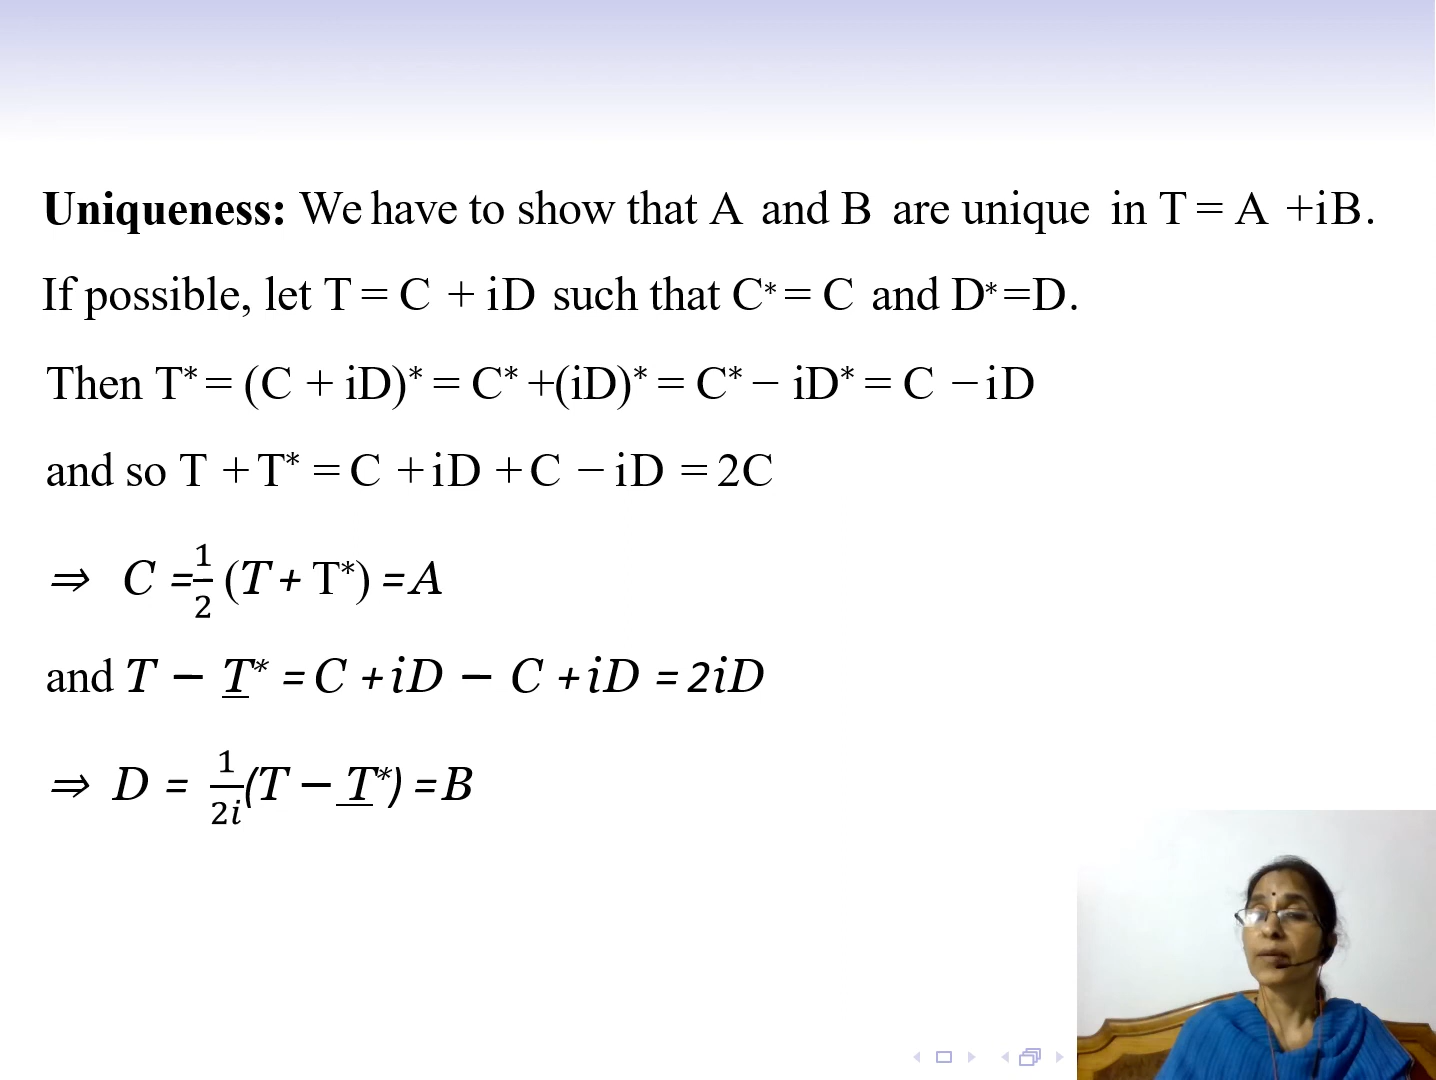 Uniqueness: We have to show that A and B are unique in T = A +iB.
If possible, let T = C + iD such that C* = C and D*=D.
Then T* = (C + iD)* = C* +(iD)* = C* − iD* = C − iD
and so T + T* = C + iD + C − iD = 2C
⇒ C = 1/2 (T + T*) = A
and T − T* = C + iD − C + iD = 2iD
⇒ D = 1/2i (T − T*) = B